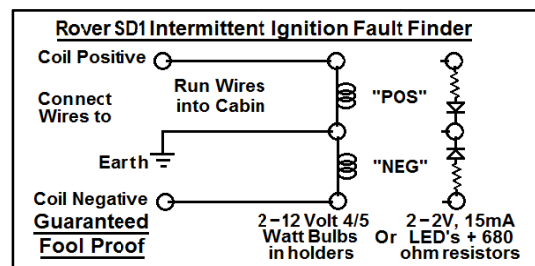 Rover SD1 Intermittent Ignition Fault Finder
Coil Positive
Run Wires
into Cabin
"POS"
Connect
Wires to
Earth
"NEG"
Coil Negative
Guaranteed
Fool Proof
2-12 Volt 4/5
Watt Bulbs
in holders
Or
2-2V, 15mA
LED's + 680
ohm resistors